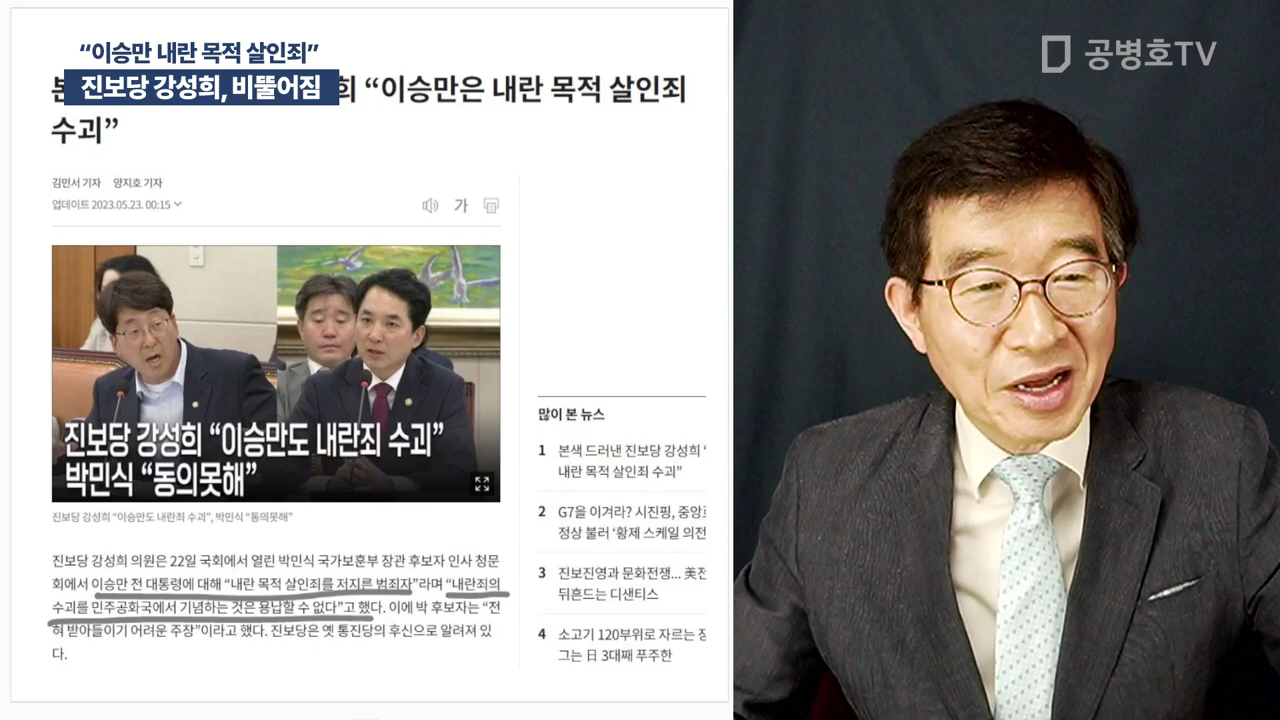 “이승만 내란 목적 살인죄”
진보당 강성희, 비뚤어짐
희 “이승만은 내란 목적 살인죄
수괴”
김민서 기자 양지호 기자
업데이트 2023.05.23. 00:15
가
진보당 강성희 “이승만도 내란죄 수괴”
박민식 “동의못해”
진보당 강성희 “이승만도 내란죄 수괴”, 박민식 “동의못해”
진보당 강성희 의원은 22일 국회에서 열린 박민식 국가보훈부 장관 후보자 인사 청문
회에서 이승만 전 대통령에 대해 “내란 목적 살인죄를 저지른 범죄자”라며 “내란죄의
수괴를 민주공화국에서 기념하는 것은 용납할 수 없다”고 했다. 이에 박 후보자는 “전
혀 받아들이기 어려운 주장”이라고 했다. 진보당은 옛 통진당의 후신으로 알려져 있
다.
많이 본 뉴스
1 본색 드러낸 진보당 강성희 “
내란 목적 살인죄 수괴”
2 G7을 이겨라? 시진핑, 중앙
정상 불러 ‘황제 스케일 의전
3 진보진영과 문화전쟁... 美전
뒤흔드는 디샌티스
4 소고기 120부위로 자르는 장
그는 日 3대째 푸주한
공병호TV